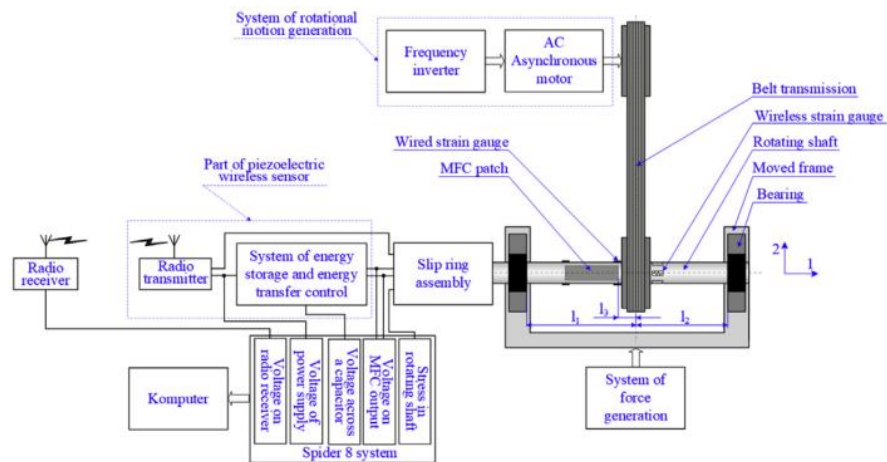 System of rotational
motion generation
Frequency
inverter
AC
Asynchronous
motor
Belt transmission
Wireless strain gauge
Wired strain gauge
Rotating shaft
Part of piezoelectric
wireless sensor
MFC patch
Moved frame
Bearing
Radio
receiver
Radio
transmitter
System of energy
storage and energy
transfer control
Slip ring
assembly
2
1
l3
l1
l2
Komputer
Voltage on
radio receiver
Voltage of
power supply
Voltage across
a capacitor
Voltage on
MFC output
Stress in
rotating shaft
Spider 8 system
System of
force
generation